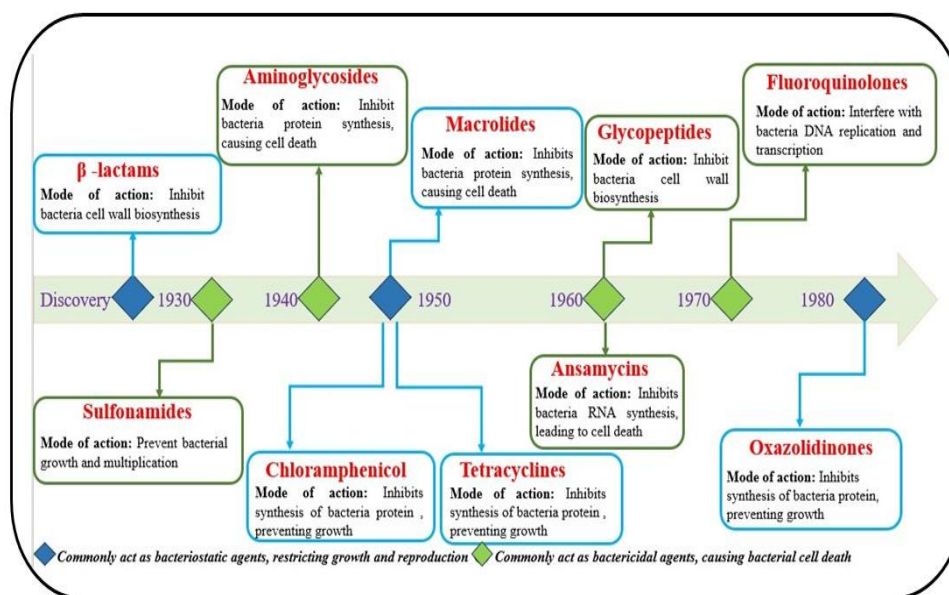 Aminoglycosides
Mode of action: Inhibit
bacteria protein synthesis,
causing cell death
Fluoroquinolones
Mode of action: Interfere with
bacteria DNA replication and
transcription
Macrolides
Mode of action: Inhibits
bacteria protein synthesis,
causing cell death
Glycopeptides
Mode of action: Inhibit
bacteria cell wall
biosynthesis
β -lactams
Mode of action: Inhibit
bacteria cell wall biosynthesis
Discovery 1930 1940 1950 1960 1970 1980
Sulfonamides
Mode of action: Prevent bacterial
growth and multiplication
Ansamycins
Mode of action: Inhibits
bacteria RNA synthesis,
leading to cell death
Chloramphenicol
Mode of action: Inhibits
synthesis of bacteria protein ,
preventing growth
Tetracyclines
Mode of action: Inhibits
synthesis of bacteria protein ,
preventing growth
Oxazolidinones
Mode of action: Inhibits
synthesis of bacteria protein,
preventing growth
Commonly act as bacteriostatic agents, restricting growth and reproduction
Commonly act as bactericidal agents, causing bacterial cell death